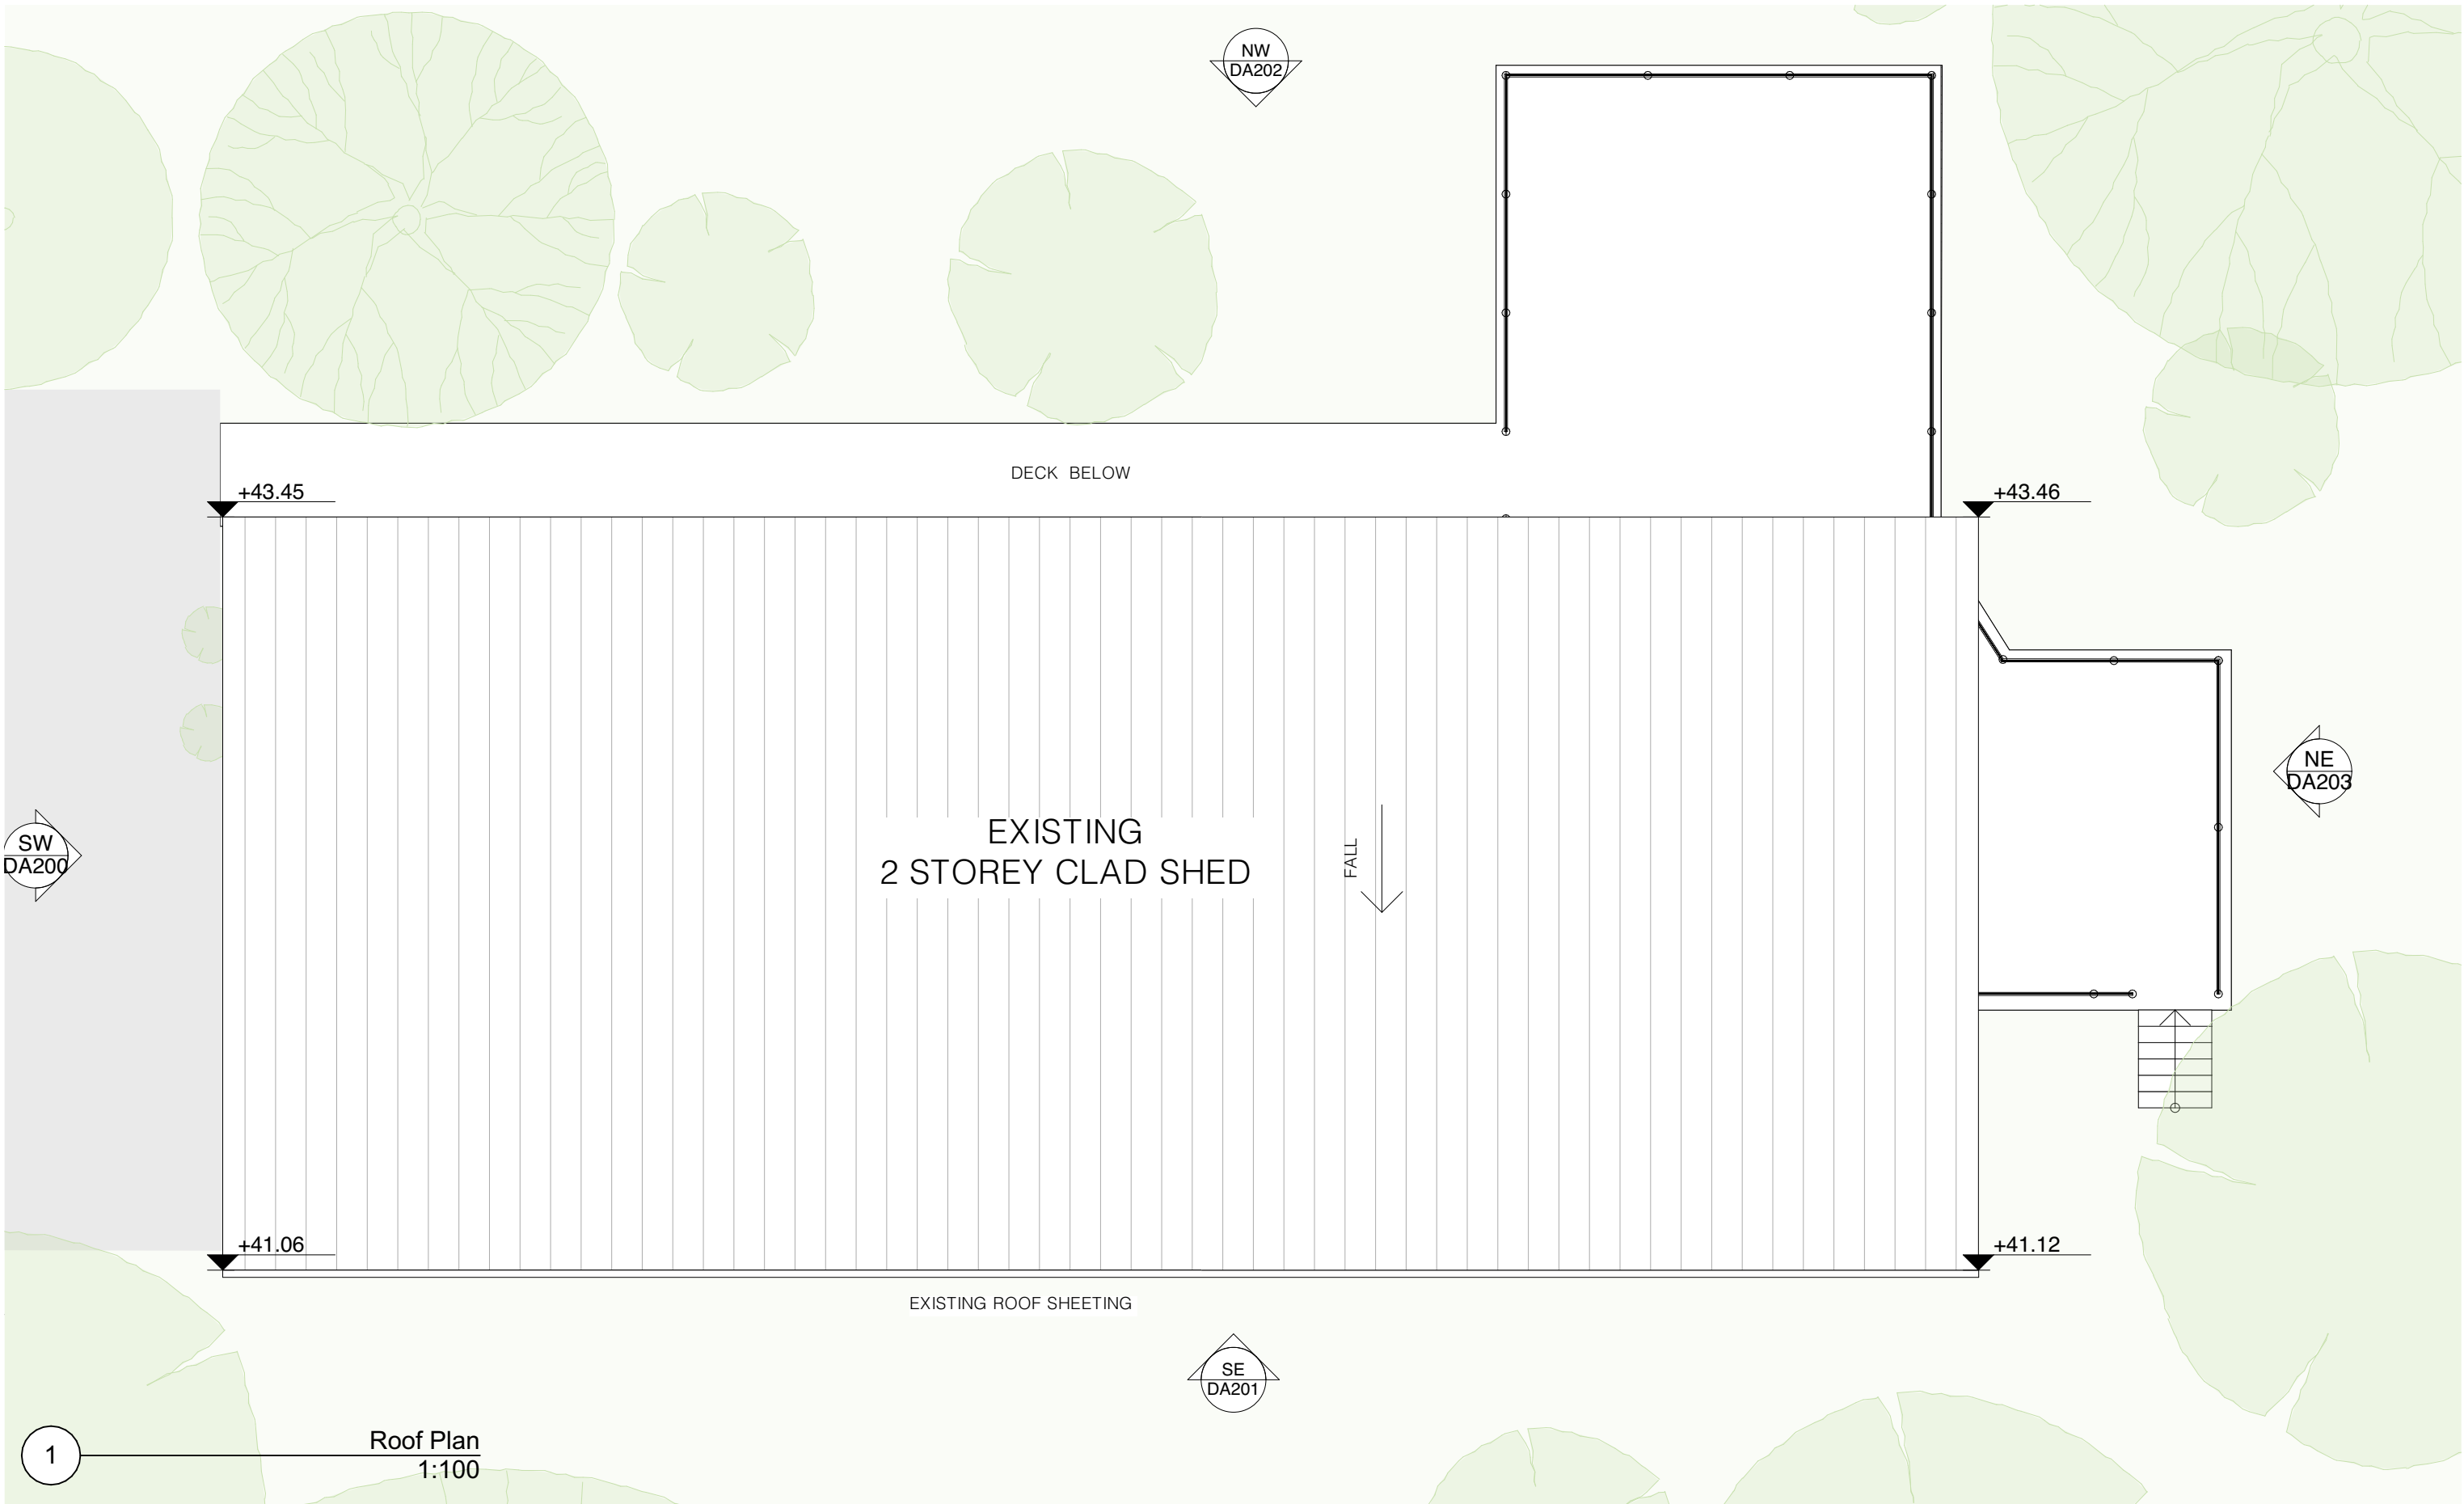 NW
DA202
DECK BELOW
+43.45
+43.46
NE
DA203
SW
DA200
EXISTING
2 STOREY CLAD SHED
FALL
+41.06
+41.12
EXISTING ROOF SHEETING
SE
DA201
1
Roof Plan
1:100